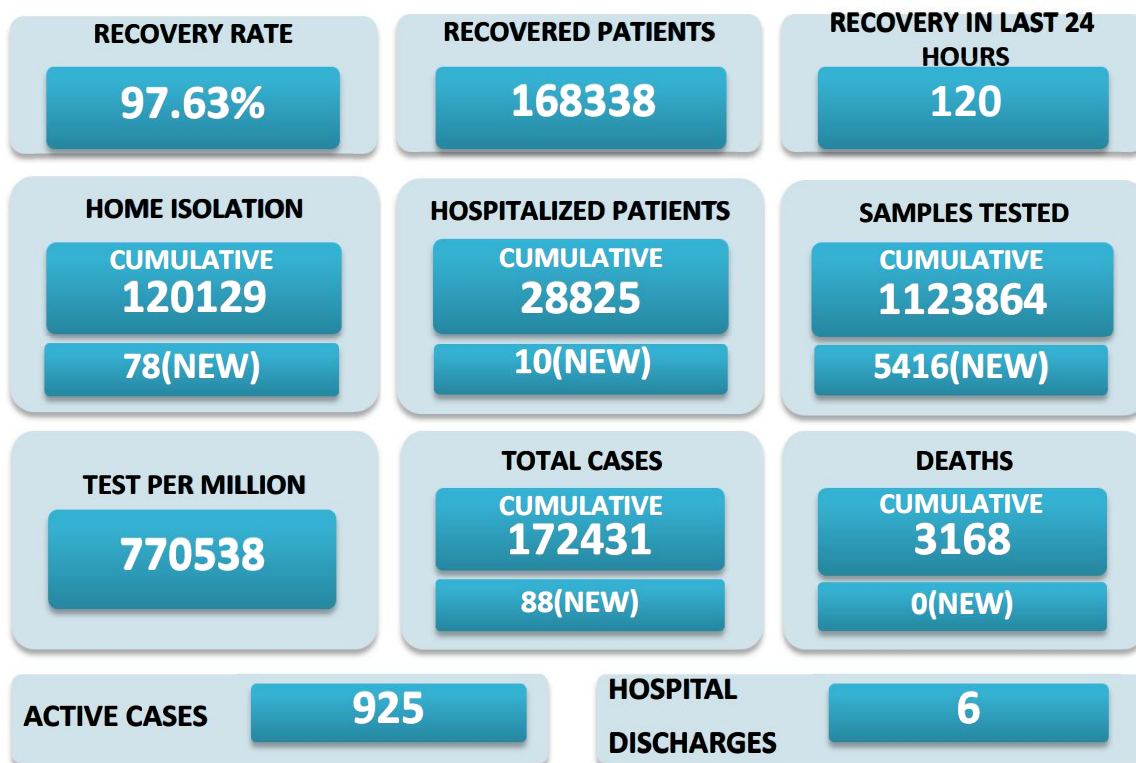 RECOVERY RATE
97.63%
RECOVERED PATIENTS
168338
RECOVERY IN LAST 24
HOURS
120
HOME ISOLATION
CUMULATIVE
120129
78(NEW)
HOSPITALIZED PATIENTS
CUMULATIVE
28825
10(NEW)
SAMPLES TESTED
CUMULATIVE
1123864
5416(NEW)
TEST PER MILLION
770538
TOTAL CASES
CUMULATIVE
172431
88(NEW)
DEATHS
CUMULATIVE
3168
0(NEW)
ACTIVE CASES
925
HOSPITAL
DISCHARGES
6